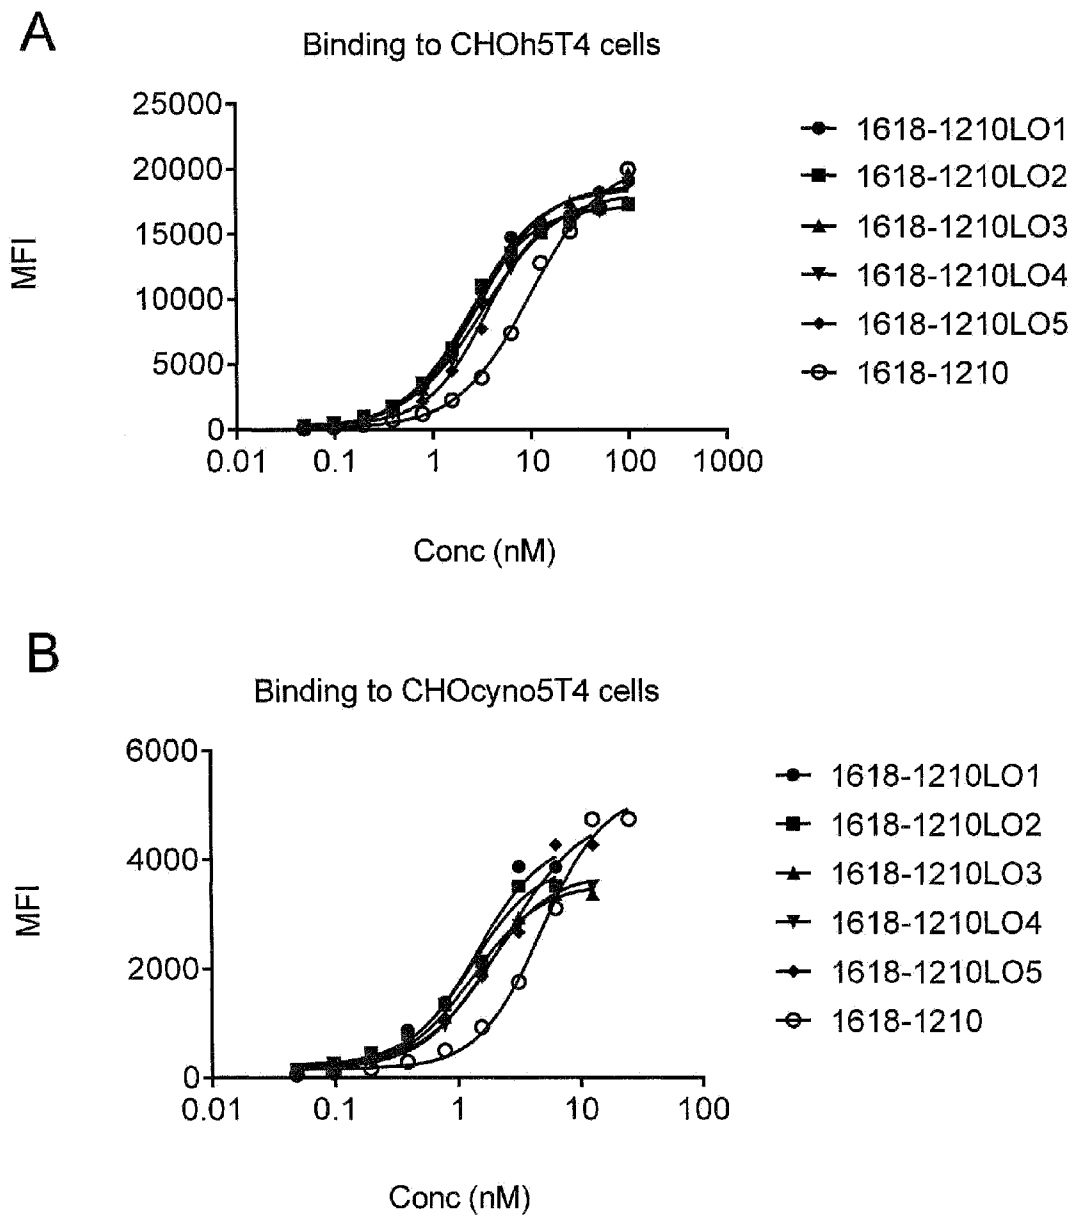 A
Binding to CHOh5T4 cells
25000
20000
15000
10000
5000
0
MFI
0.01 0.1 1 10 100 1000
Conc (nM)
1618-1210LO1
1618-1210LO2
1618-1210LO3
1618-1210LO4
1618-1210LO5
1618-1210
B
Binding to CHOcyno5T4 cells
6000
4000
2000
0
MFI
0.01 0.1 1 10 100
Conc (nM)
1618-1210LO1
1618-1210LO2
1618-1210LO3
1618-1210LO4
1618-1210LO5
1618-1210